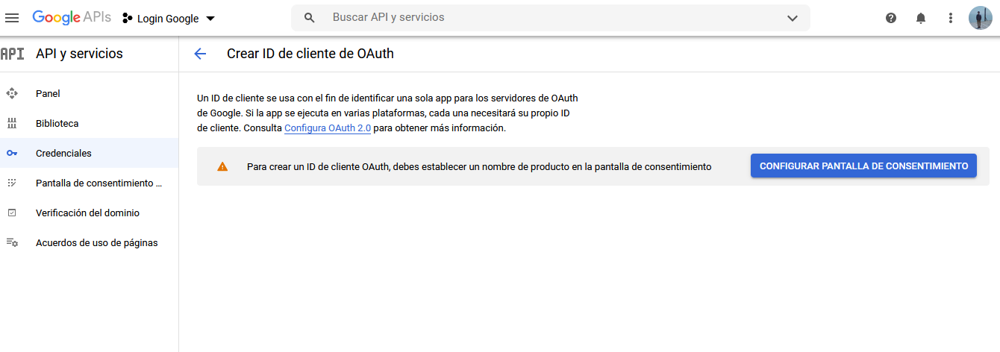 Google APIs
Login Google
Buscar API y servicios
API
API y servicios
Crear ID de cliente de OAuth
Panel
Biblioteca
Credenciales
Pantalla de consentimiento ...
Verificación del dominio
Acuerdos de uso de páginas
Un ID de cliente se usa con el fin de identificar una sola app para los servidores de OAuth
de Google. Si la app se ejecuta en varias plataformas, cada una necesitará su propio ID
de cliente. Consulta Configura OAuth 2.0 para obtener más información.
Para crear un ID de cliente OAuth, debes establecer un nombre de producto en la pantalla de consentimiento
CONFIGURAR PANTALLA DE CONSENTIMIENTO